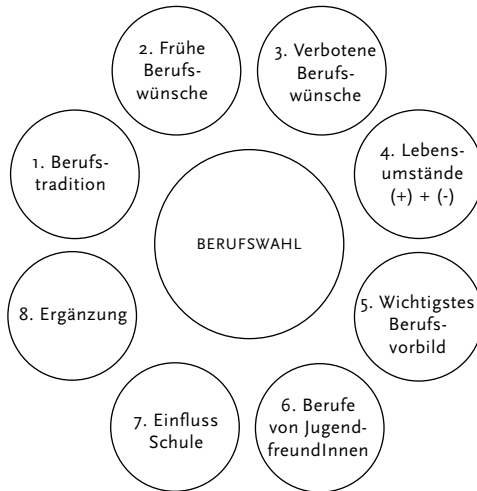 2. Frühe
Berufs-
wünsche
3. Verbotene
Berufs-
wünsche
1. Berufs-
tradition
4. Lebens-
umstände
(+) + (-)
BERUFSWAHL
8. Ergänzung
5. Wichtigstes
Berufs-
vorbild
7. Einfluss
Schule
6. Berufe
von Jugend-
freundInnen